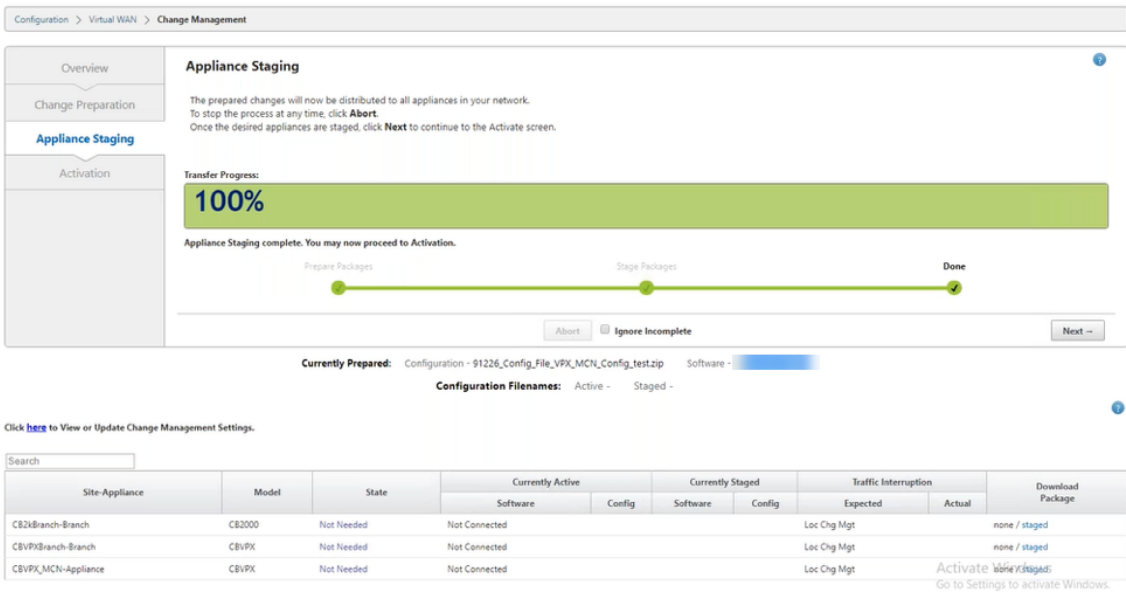 Configuration > Virtual WAN > Change Management
Overview
Change Preparation
Appliance Staging
Activation
Appliance Staging
?
The prepared changes will now be distributed to all appliances in your network.
To stop the process at any time, click Abort.
Once the desired appliances are staged, click Next to continue to the Activate screen.
Transfer Progress:
100%
Appliance Staging complete. You may now proceed to Activation.
Prepare Packages Stage Packages Done
Abort Ignore Incomplete Next →
Currently Prepared: Configuration - 91226_Config_File_VPX_MCN_Config_test.zip Software -
Configuration Filenames: Active - Staged -
?
Click here to View or Update Change Management Settings.
Search
Site-Appliance Model State Currently Active Currently Staged Traffic Interruption Download Package
Software Config Software Config Expected Actual
CB2kBranch-Branch CB2000 Not Needed Not Connected Loc Chg Mgt none / staged
CBVPXBranch-Branch CBVPX Not Needed Not Connected Loc Chg Mgt none / staged
CBVPX_MCN-Appliance CBVPX Not Needed Not Connected Loc Chg Mgt none / staged
Activate Windows
Go to Settings to activate Windows.